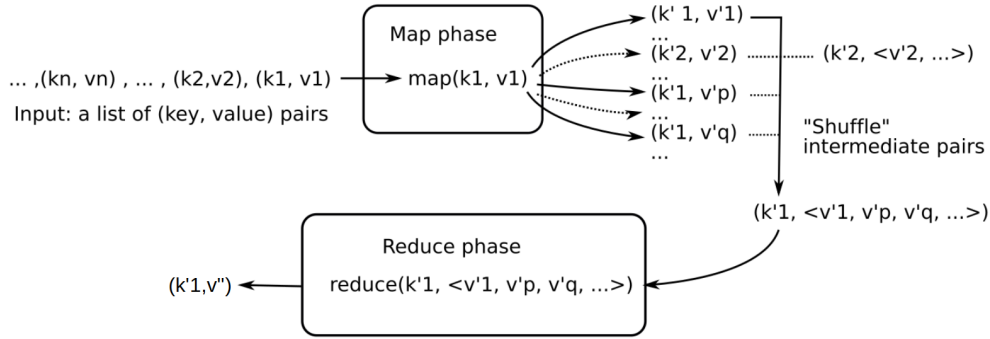 Map phase
map(k1, v1)
... ,(kn, vn) , ... , (k2,v2), (k1, v1)
Input: a list of (key, value) pairs
(k' 1, v'1)
...
(k'2, v'2)
(k'2, <v'2, ...>)
...
(k'1, v'p)
...
(k'1, v'q)
...
"Shuffle"
intermediate pairs
(k'1, <v'1, v'p, v'q, ...>)
Reduce phase
reduce(k'1, <v'1, v'p, v'q, ...>)
(k'1,v")